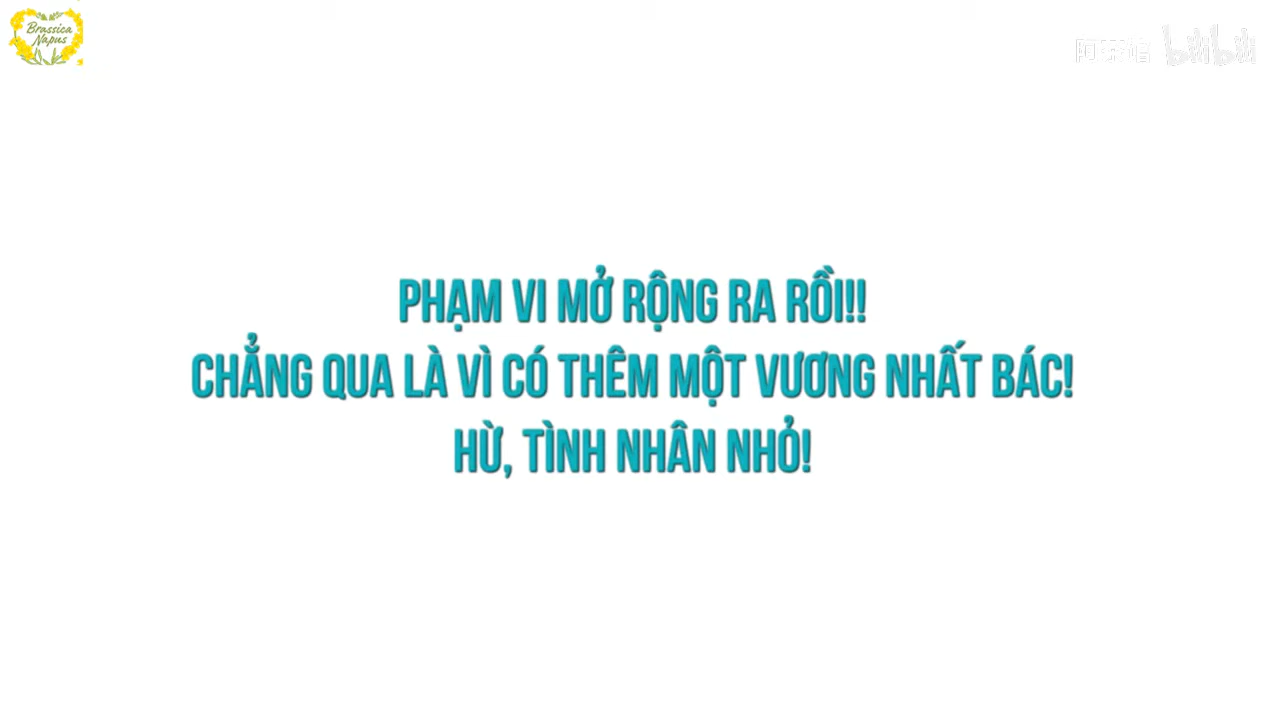 Brassica
Napus
bilibili
PHẠM VI MỞ RỘNG RA RỒI!!
CHẲNG QUA LÀ VÌ CÓ THÊM MỘT VƯƠNG NHẤT BÁC!
HỪ, TÌNH NHÂN NHỎ!